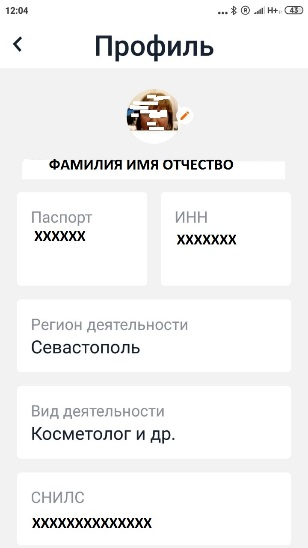 12:04
H+
43
Профиль
ФАМИЛИЯ ИМЯ ОТЧЕСТВО
Паспорт
XXXXXX
ИНН
XXXXXXX
Регион деятельности
Севастополь
Вид деятельности
Косметолог и др.
СНИЛС
XXXXXXXXXXXXXX